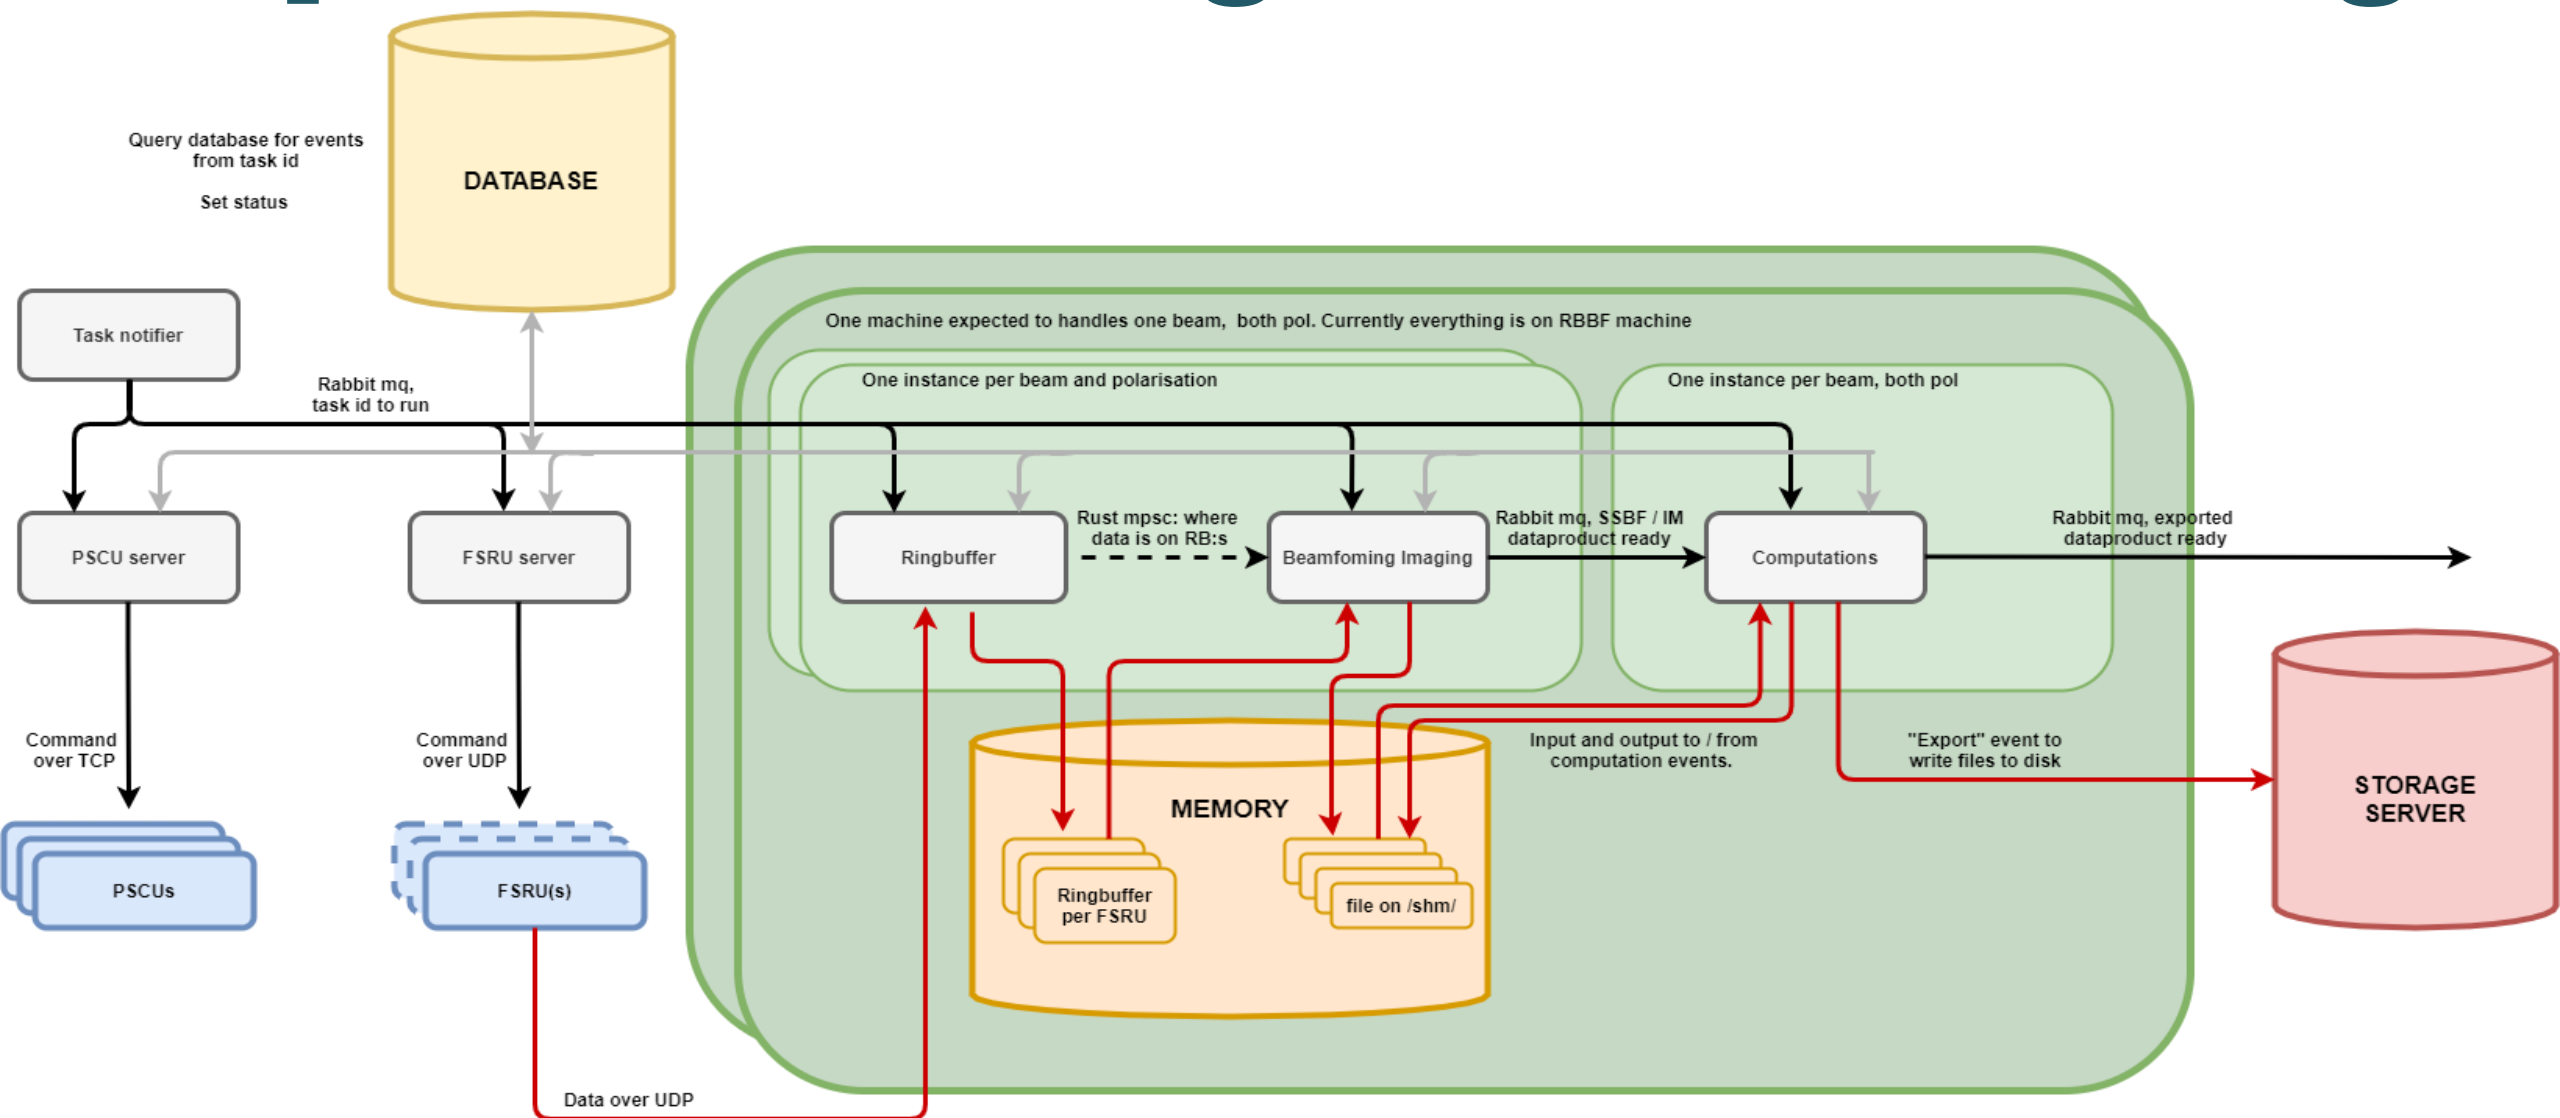 Query database for events
from task id
Set status
DATABASE
One machine expected to handles one beam,  both pol. Currently everything is on RBBF machine
Task notifier
Rabbit mq,
task id to run
One instance per beam and polarisation
One instance per beam, both pol
PSCU server
FSRU server
Ringbuffer
Rust mpsc: where
data is on RB:s
Beamfoming Imaging
Rabbit mq, SSBF / IM
dataproduct ready
Computations
Rabbit mq, exported
dataproduct ready
Command
over TCP
Command
over UDP
Input and output to / from
computation events.
"Export" event to
write files to disk
MEMORY
STORAGE
SERVER
PSCUs
FSRU(s)
Ringbuffer
per FSRU
file on /shm/
Data over UDP